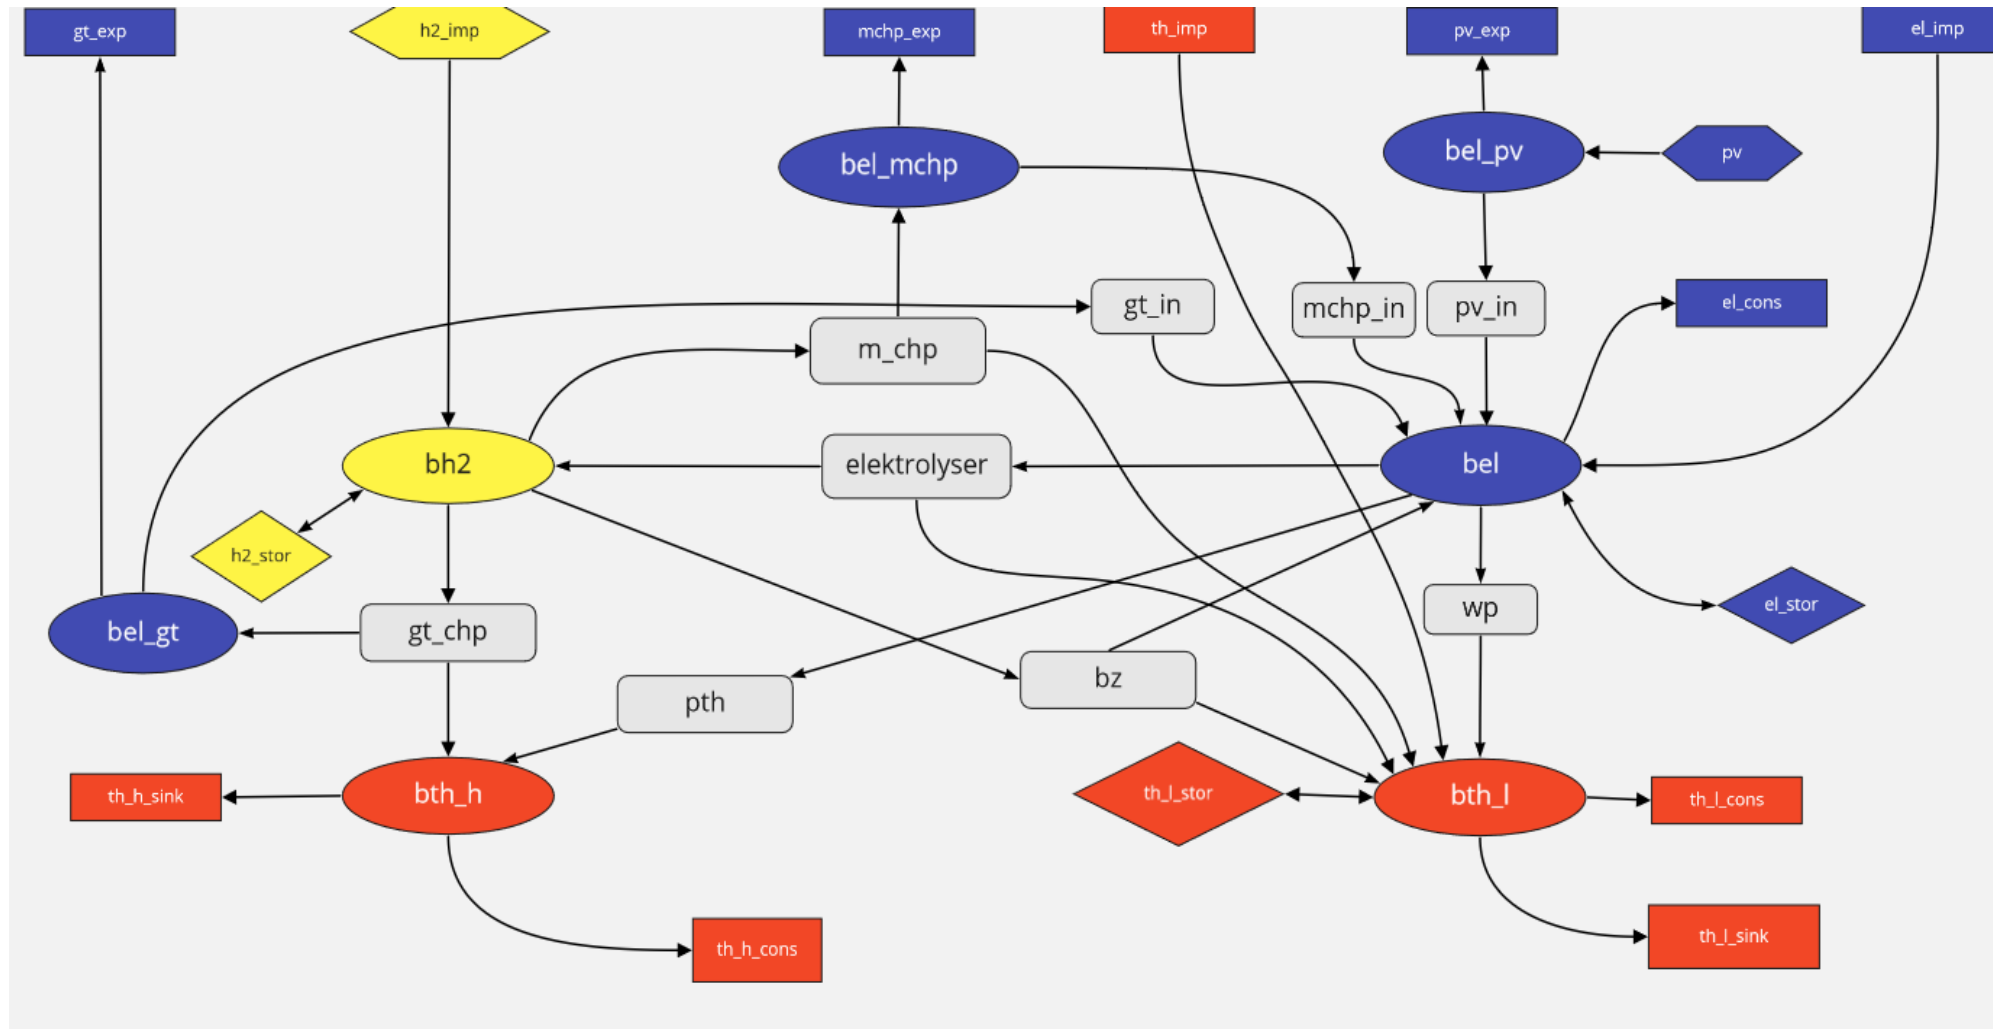 gt_exp
h2_imp
mchp_exp
th_imp
pv_exp
el_imp
bel_mchp
bel_pv
pv
gt_in
mchp_in
pv_in
el_cons
m_chp
bh2
elektrolyser
bel
h2_stor
bel_gt
gt_chp
wp
el_stor
pth
bz
th_h_sink
bth_h
th_l_stor
bth_l
th_l_cons
th_h_cons
th_l_sink